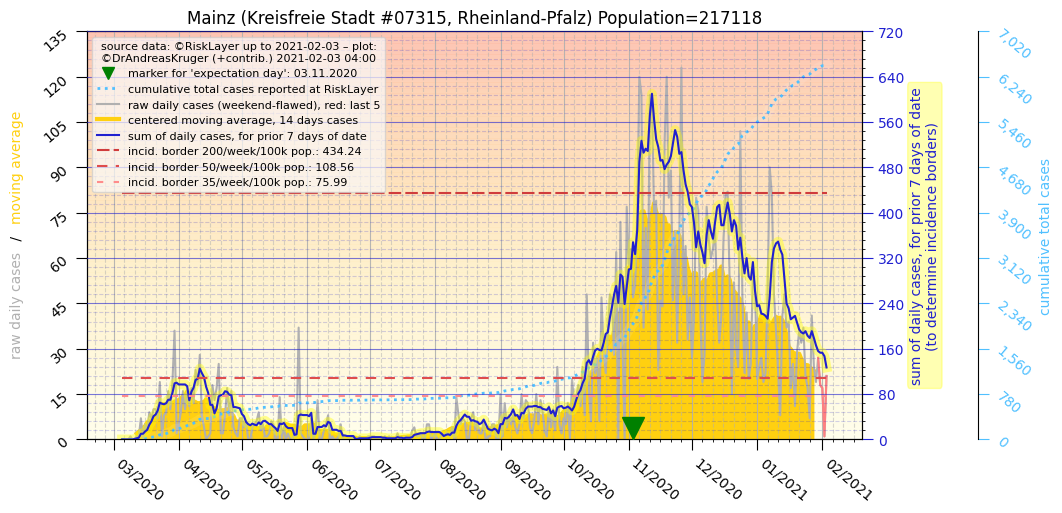 Mainz (Kreisfreie Stadt #07315, Rheinland-Pfalz) Population=217118
source data: ©RiskLayer up to 2021-02-03 – plot:
©DrAndreasKruger (+contrib.) 2021-02-03 04:00
marker for 'expectation day': 03.11.2020
cumulative total cases reported at RiskLayer
raw daily cases (weekend-flawed), red: last 5
centered moving average, 14 days cases
sum of daily cases, for prior 7 days of date
incid. border 200/week/100k pop.: 434.24
incid. border 50/week/100k pop.: 108.56
incid. border 35/week/100k pop.: 75.99
raw daily cases / moving average
135
120
105
90
75
60
45
30
15
0
03/2020
04/2020
05/2020
06/2020
07/2020
08/2020
09/2020
10/2020
11/2020
12/2020
01/2021
02/2021
720
640
560
480
400
320
240
160
80
0
sum of daily cases, for prior 7 days of date
(to determine incidence borders)
7,020
6,240
5,460
4,680
3,900
3,120
2,340
1,560
780
0
cumulative total cases